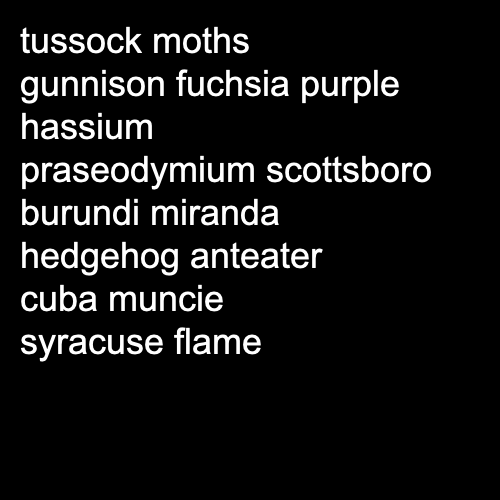 tussock moths
gunnison fuchsia purple
hassium
praseodymium scottsboro
burundi miranda
hedgehog anteater
cuba muncie
syracuse flame